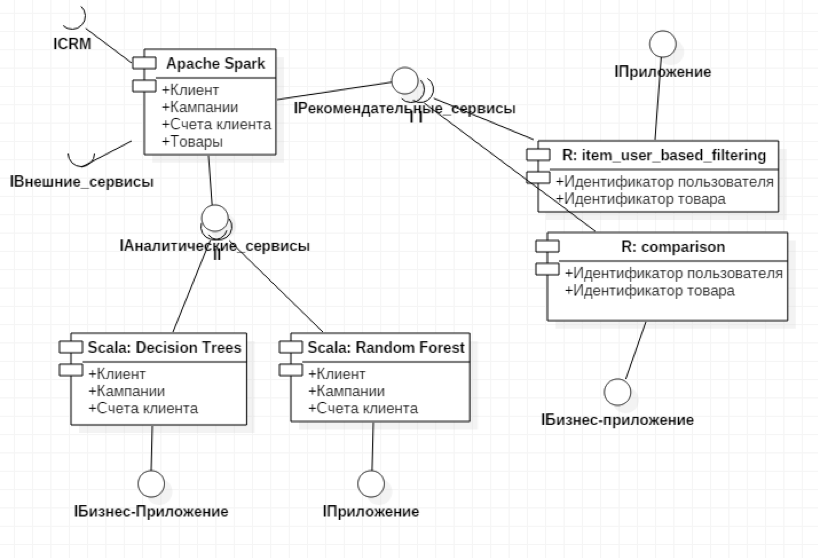 ICRM
Apache Spark
+Клиент
+Кампании
+Счета клиента
+Товары
IВнешние_сервисы
IРекомендательные_сервисы
IПриложение
R: item_user_based_filtering
+Идентификатор пользователя
+Идентификатор товара
R: comparison
+Идентификатор пользователя
+Идентификатор товара
IАналитические_сервисы
Scala: Decision Trees
+Клиент
+Кампании
+Счета клиента
Scala: Random Forest
+Клиент
+Кампании
+Счета клиента
IБизнес-приложение
IБизнес-Приложение
IПриложение